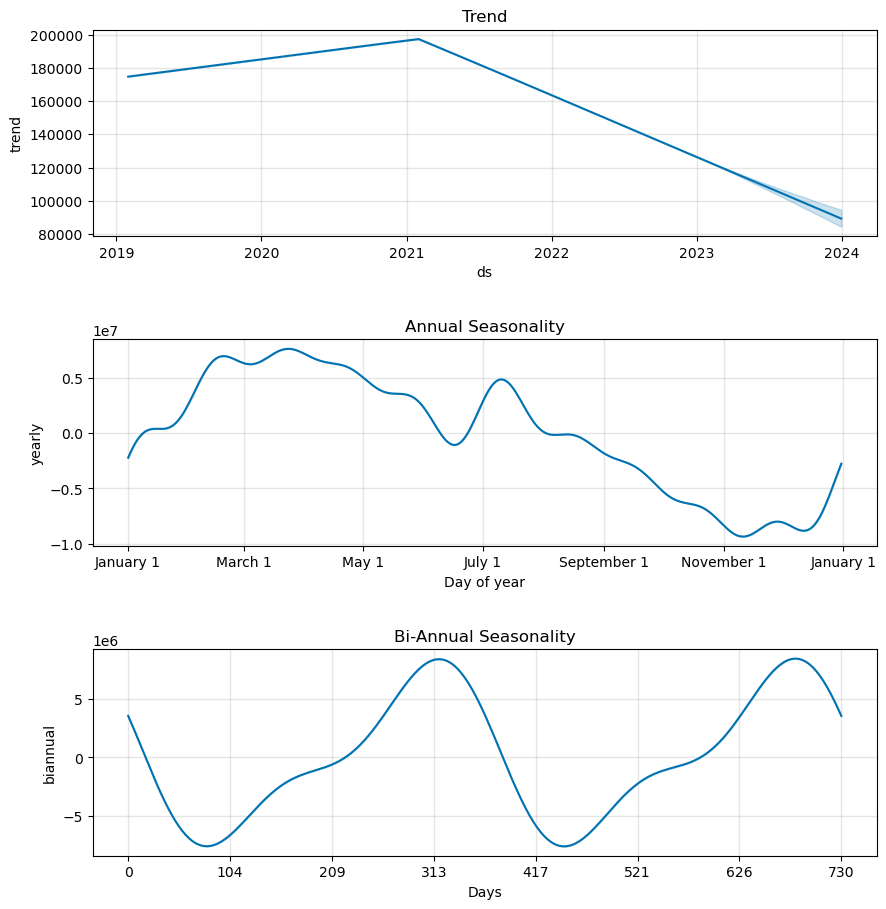 Trend
200000
180000
160000
140000
120000
100000
80000
trend
2019 2020 2021 2022 2023 2024
ds
Annual Seasonality
1e7
0.5
0.0
−0.5
−1.0
yearly
January 1 March 1 May 1 July 1 September 1 November 1 January 1
Day of year
Bi-Annual Seasonality
1e6
5
0
−5
biannual
0 104 209 313 417 521 626 730
Days